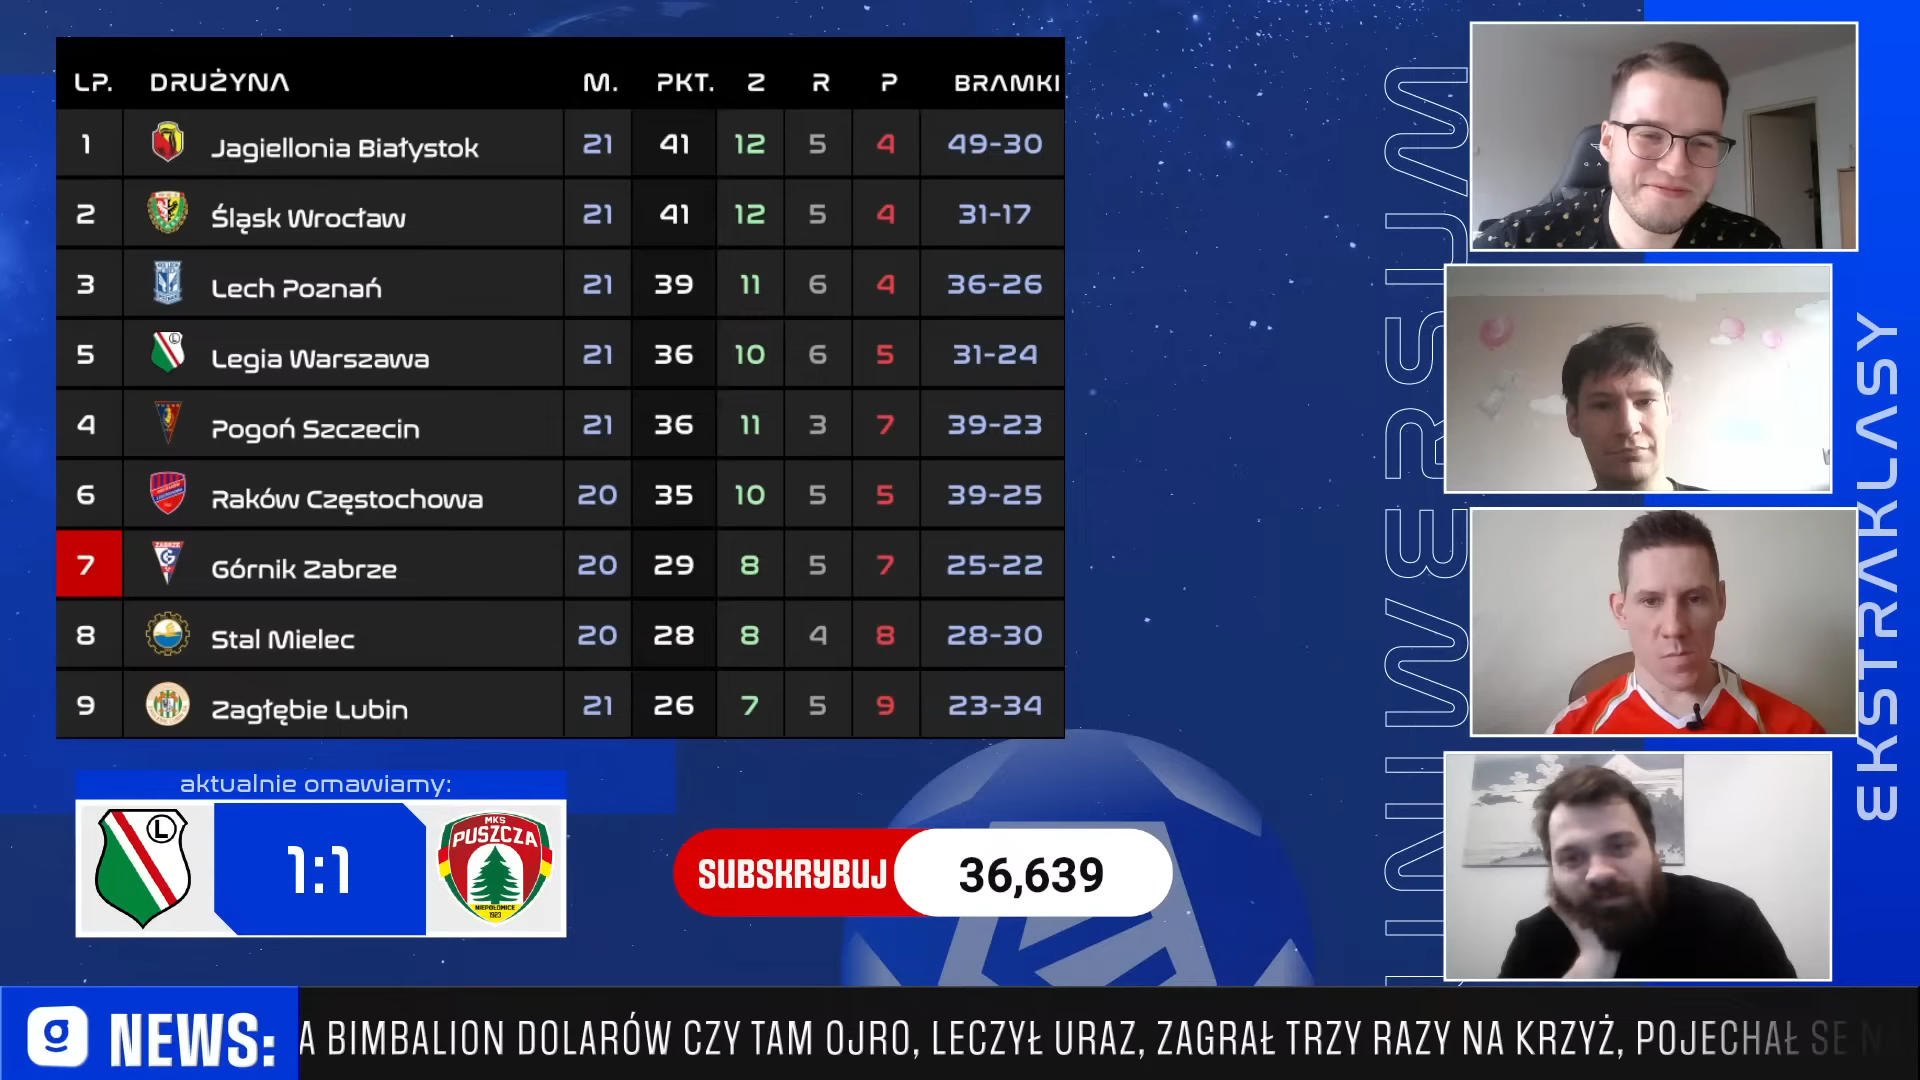 LP. DRUŻYNA M. PKT. Z R P BRAMKI
1 Jagiellonia Białystok 21 41 12 5 4 49-30
2 Śląsk Wrocław 21 41 12 5 4 31-17
3 Lech Poznań 21 39 11 6 4 36-26
5 Legia Warszawa 21 36 10 6 5 31-24
4 Pogoń Szczecin 21 36 11 3 7 39-23
6 Raków Częstochowa 20 35 10 5 5 39-25
7 Górnik Zabrze 20 29 8 5 7 25-22
8 Stal Mielec 20 28 8 4 8 28-30
9 Zagłębie Lubin 21 26 7 5 9 23-34
aktualnie omawiamy:
L
1:1
MKS
PUSZCZA
NIEPOŁOMICE
1923
SUBSKRYBUJ 36,639
UNIWERSUM
EKSTRAKLASY
g NEWS: A BIMBALION DOLARÓW CZY TAM OJRO, LECZYŁ URAZ, ZAGRAŁ TRZY RAZY NA KRZYŻ, POJECHAŁ SE